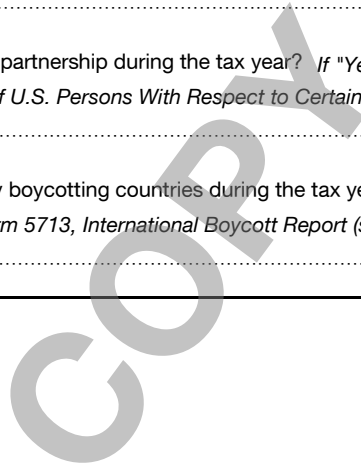 partnership during the tax year? If "Ye
f U.S. Persons With Respect to Certain
boycotting countries during the tax ye
rm 5713, International Boycott Report (s
COPY